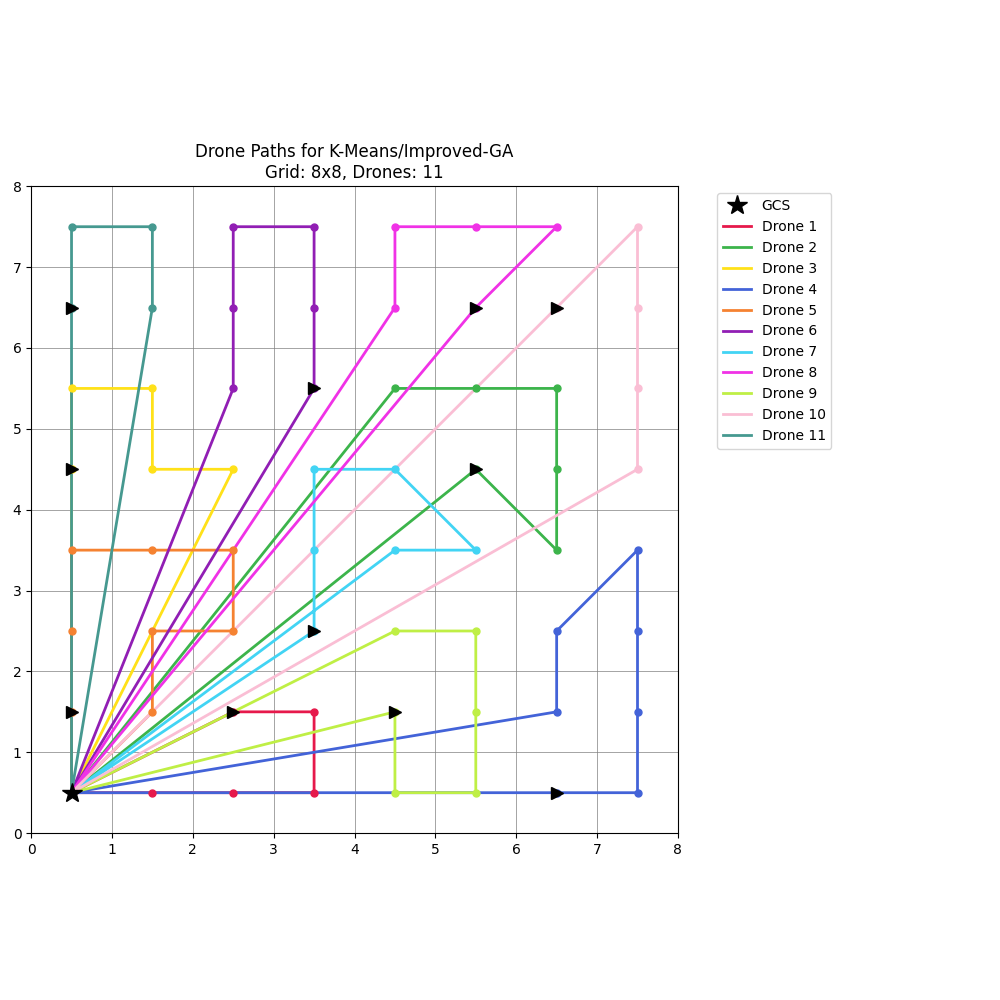 Drone Paths for K-Means/Improved-GA
Grid: 8x8, Drones: 11
8
7
6
5
4
3
2
1
0
0 1 2 3 4 5 6 7 8
GCS
Drone 1
Drone 2
Drone 3
Drone 4
Drone 5
Drone 6
Drone 7
Drone 8
Drone 9
Drone 10
Drone 11